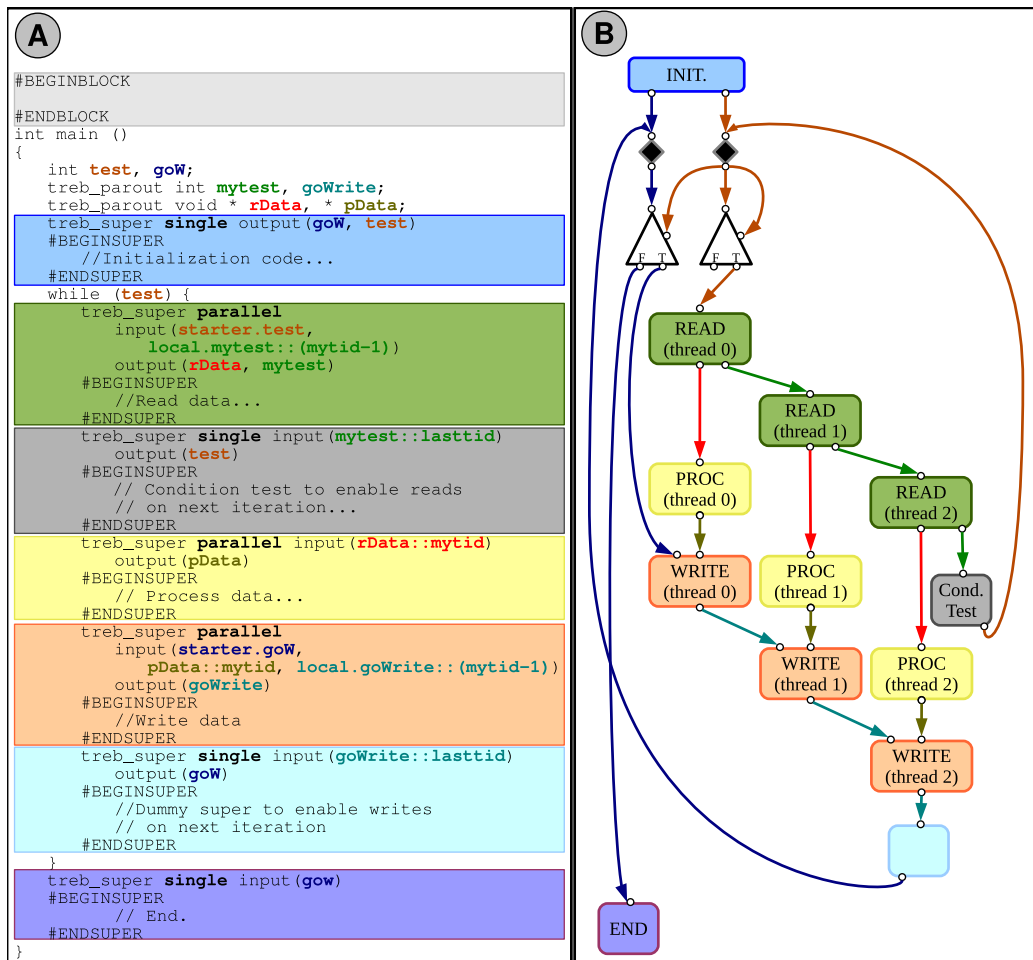 A
#BEGINBLOCK
#ENDBLOCK
int main ()
{
int test, goW;
treb_parout int mytest, goWrite;
treb_parout void * rData, * pData;
treb_super single output(goW, test)
#BEGINSUPER
//Initialization code...
#ENDSUPER
while (test) {
treb_super parallel
input(starter.test,
local.mytest::(mytid-1))
output(rData, mytest)
#BEGINSUPER
//Read data...
#ENDSUPER
treb_super single input(mytest::lasttid)
output(test)
#BEGINSUPER
// Condition test to enable reads
// on next iteration...
#ENDSUPER
treb_super parallel input(rData::mytid)
output(pData)
#BEGINSUPER
// Process data...
#ENDSUPER
treb_super parallel
input(starter.goW,
pData::mytid, local.goWrite::(mytid-1))
output(goWrite)
#BEGINSUPER
//Write data
#ENDSUPER
treb_super single input(goWrite::lasttid)
output(goW)
#BEGINSUPER
//Dummy super to enable writes
// on next iteration
#ENDSUPER
}
treb_super single input(gow)
#BEGINSUPER
// End.
#ENDSUPER
}
B
INIT.
F T
F T
READ
(thread 0)
READ
(thread 1)
PROC
(thread 0)
READ
(thread 2)
WRITE
(thread 0)
PROC
(thread 1)
Cond.
Test
WRITE
(thread 1)
PROC
(thread 2)
WRITE
(thread 2)
END